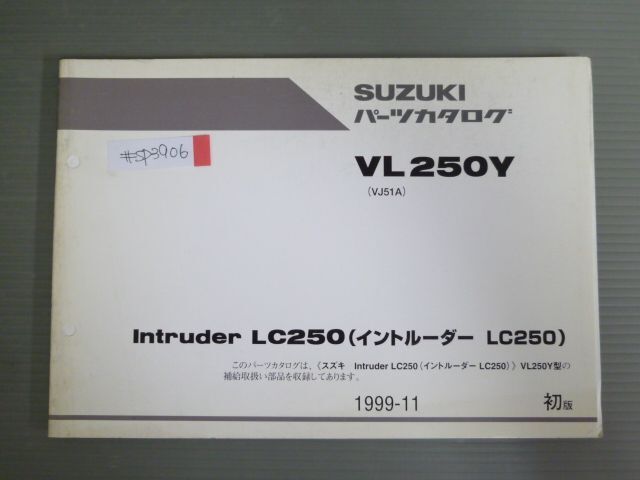 SUZUKI
パーツカタログ
VL250Y
(VJ51A)
#SP3906
Intruder LC250(イントルーダー LC250)
このパーツカタログは、《スズキ Intruder LC250(イントルーダー LC250)》VL250Y型の
補給取扱い部品を収録してあります。
1999-11 初版